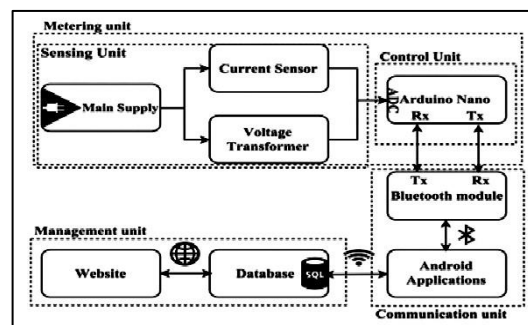 Metering unit
Sensing Unit
Current Sensor
Control Unit
Main Supply
ADC
Arduino Nano
Rx Tx
Voltage
Transformer
Tx Rx
Bluetooth module
Management unit
Website
Database
SQL
Android
Applications
Communication unit